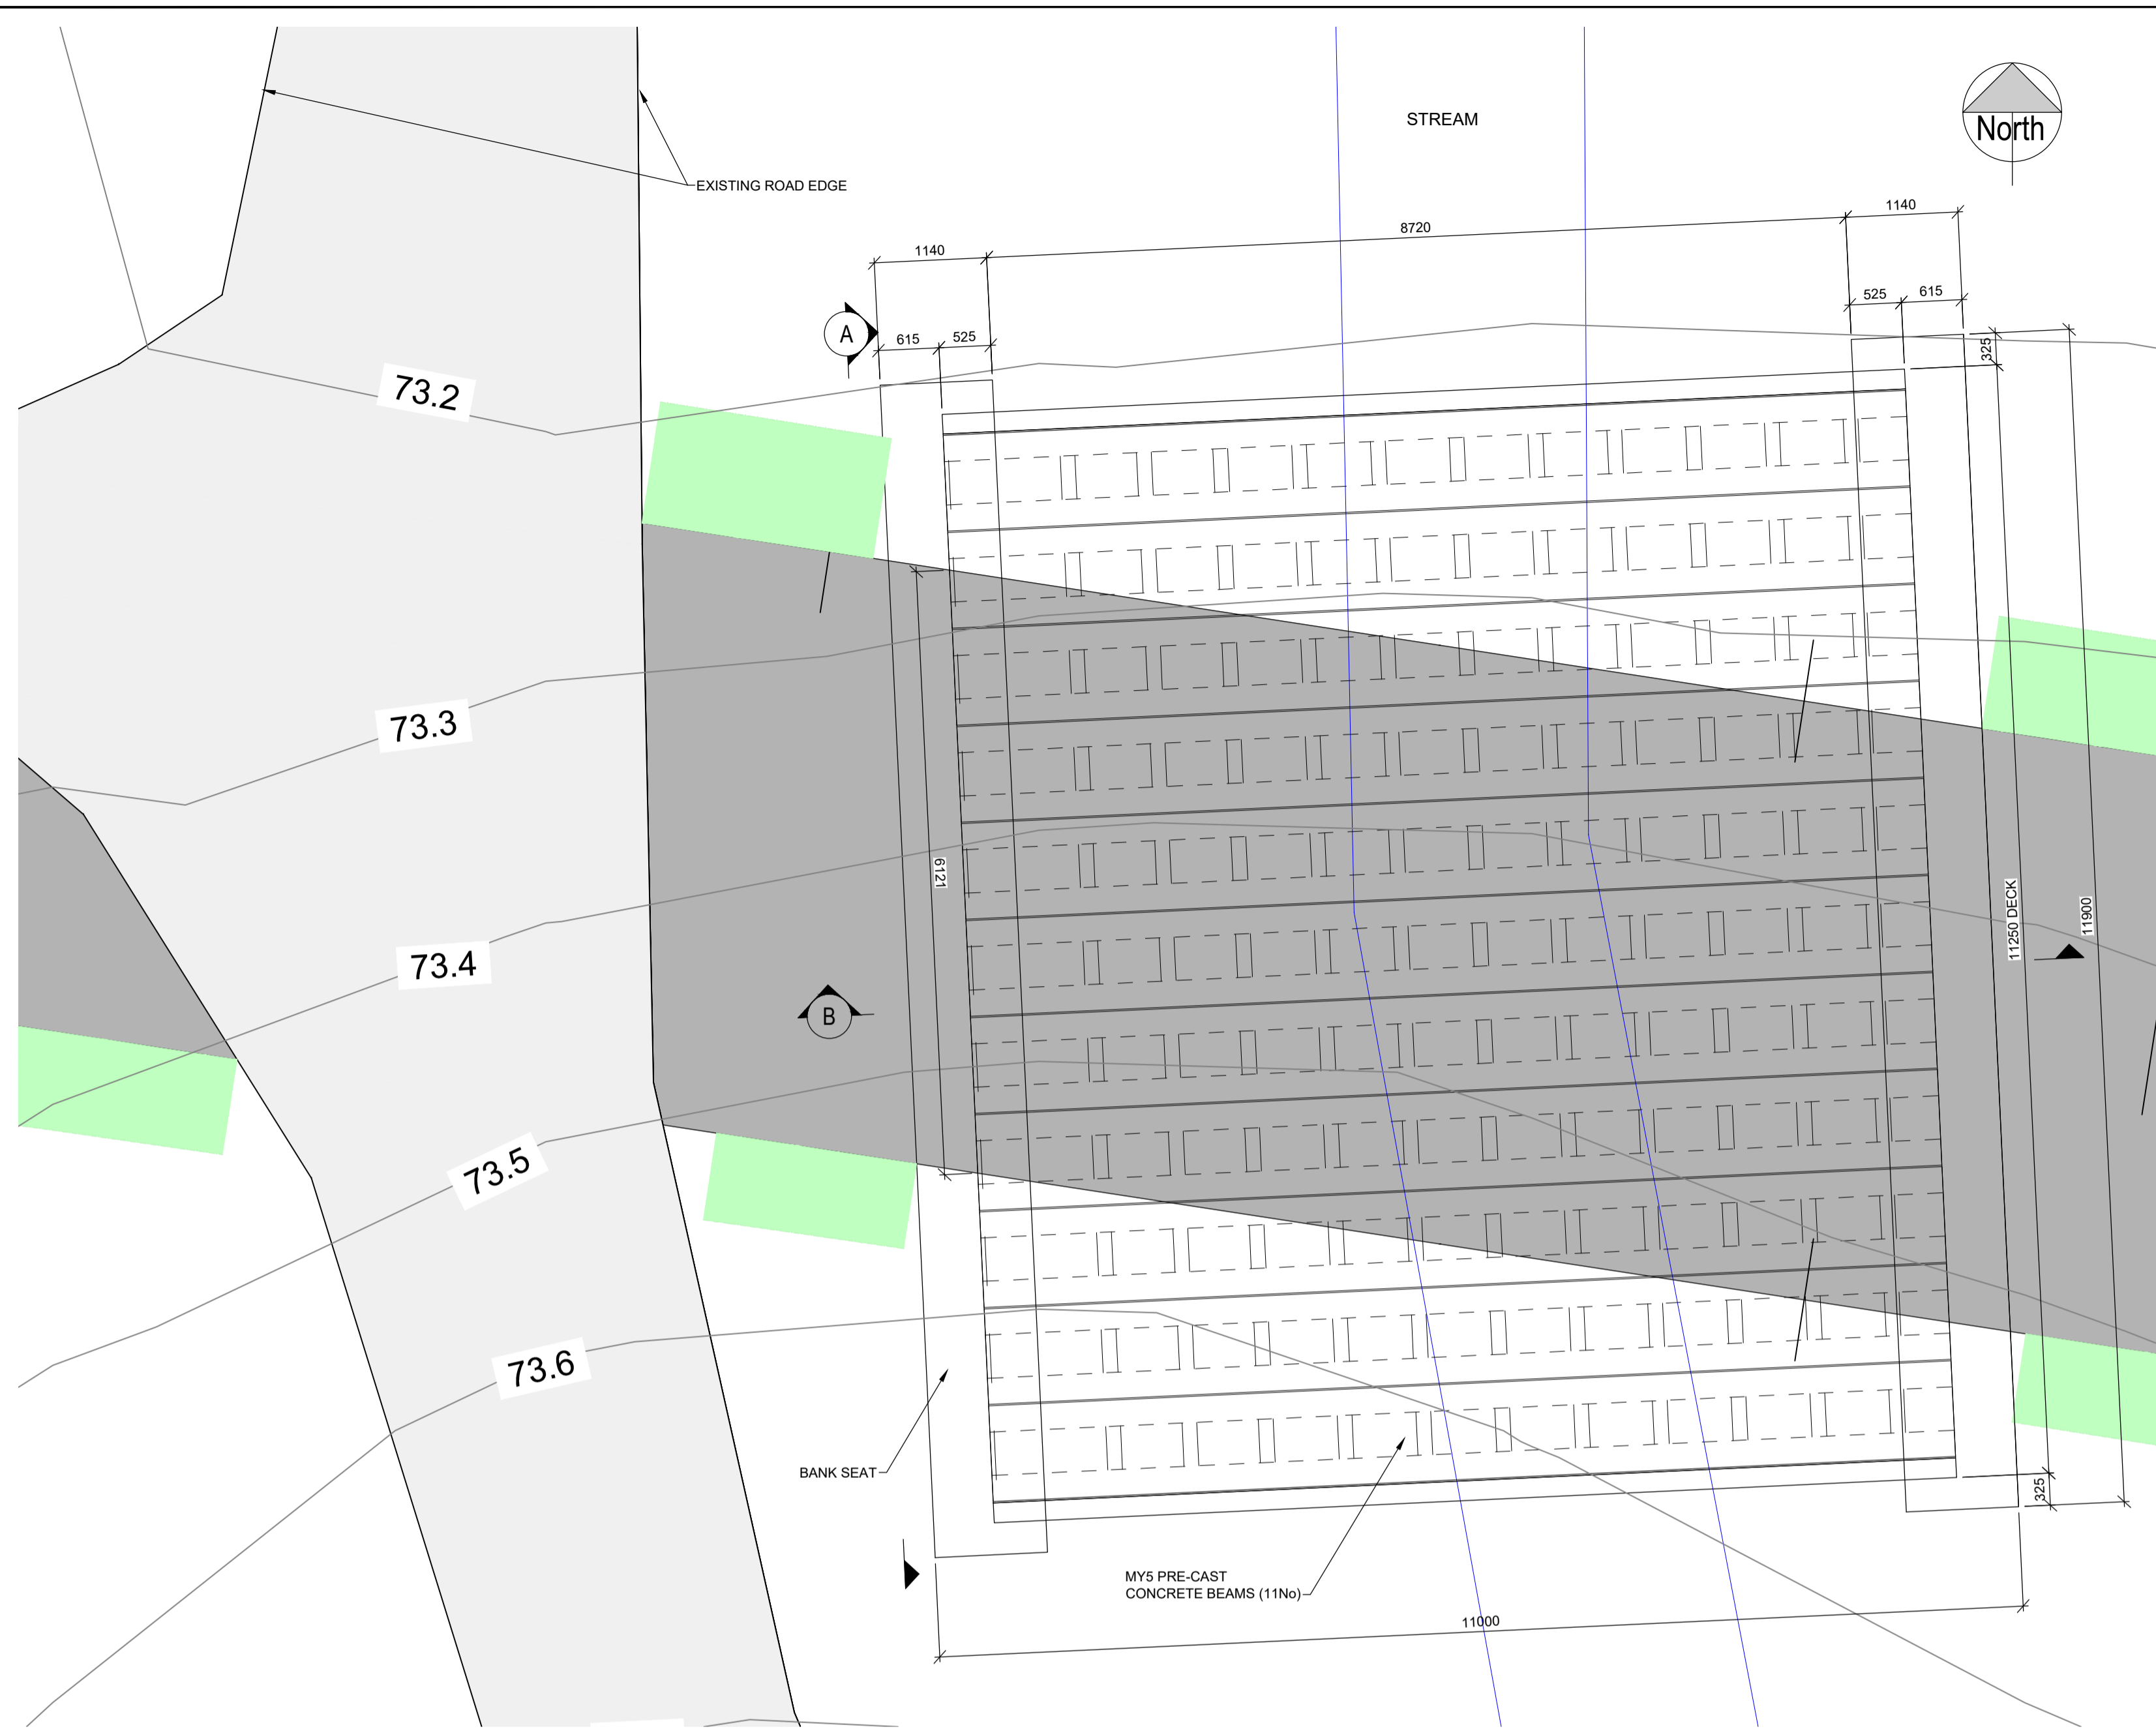 STREAM
North
EXISTING ROAD EDGE
1140
8720
1140
525
615
A
615
525
325
73.2
73.3
6121
73.4
11250 DECK
11900
B
73.5
73.6
BANK SEAT
325
MY5 PRE-CAST
CONCRETE BEAMS (11No)
11000